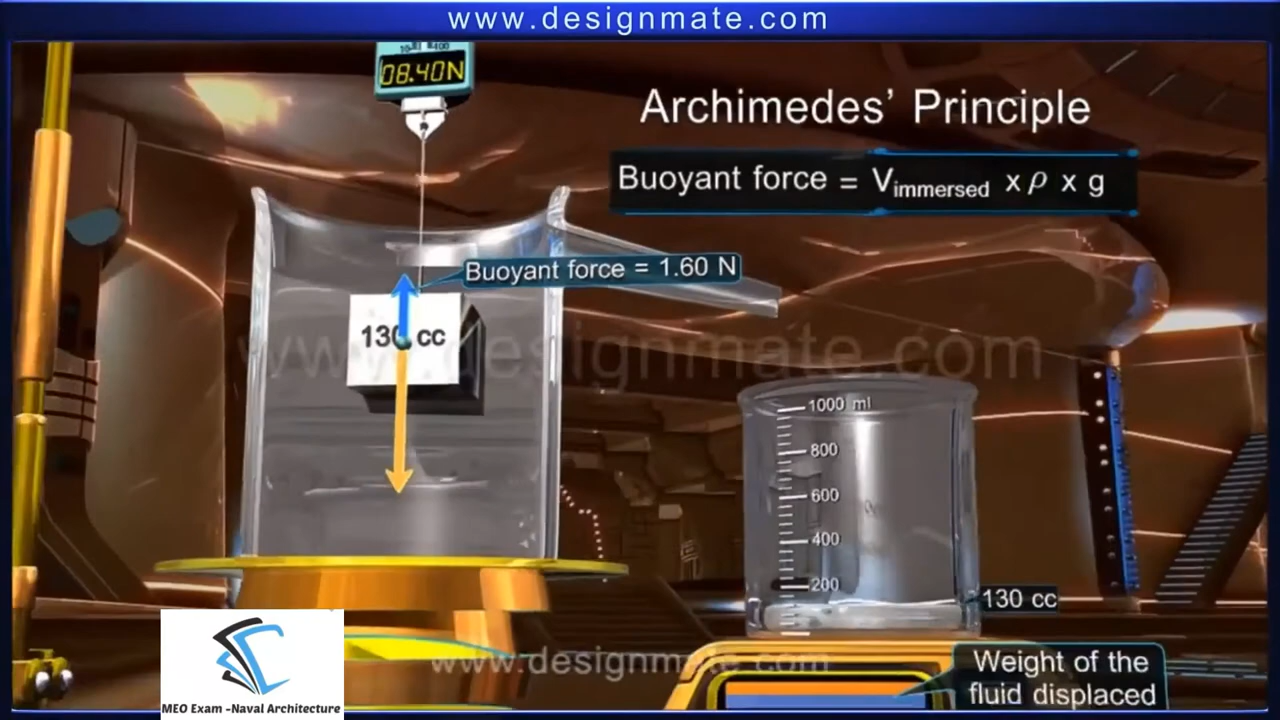 www.designmate.com
08.40N
Archimedes’ Principle
Buoyant force = Vimmersed x ρ x g
Buoyant force = 1.60 N
130 cc
www.designmate.com
1000 ml
800
600
400
200
130 cc
www.designmate.com
Weight of the
fluid displaced
MEO Exam -Naval Architecture